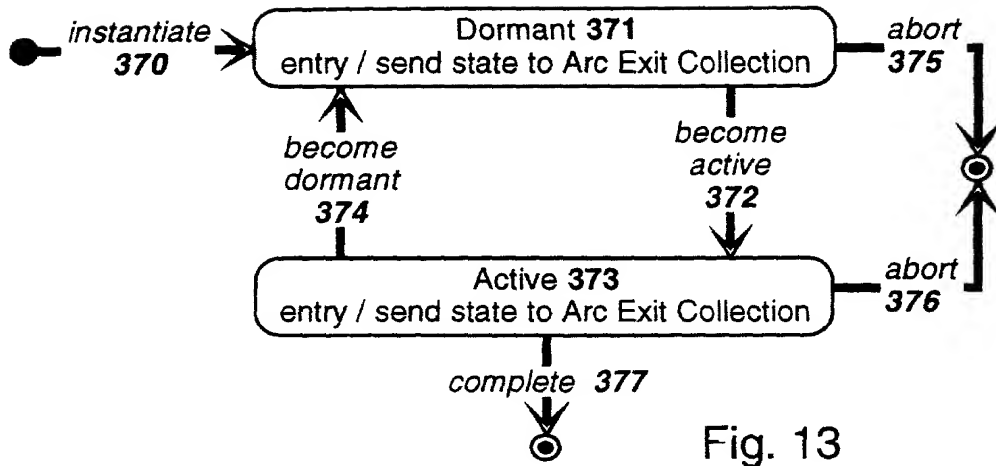 instantiate
370
Dormant 371
entry / send state to Arc Exit Collection
abort
375
become
dormant
374
become
active
372
Active 373
entry / send state to Arc Exit Collection
abort
376
complete 377
Fig. 13